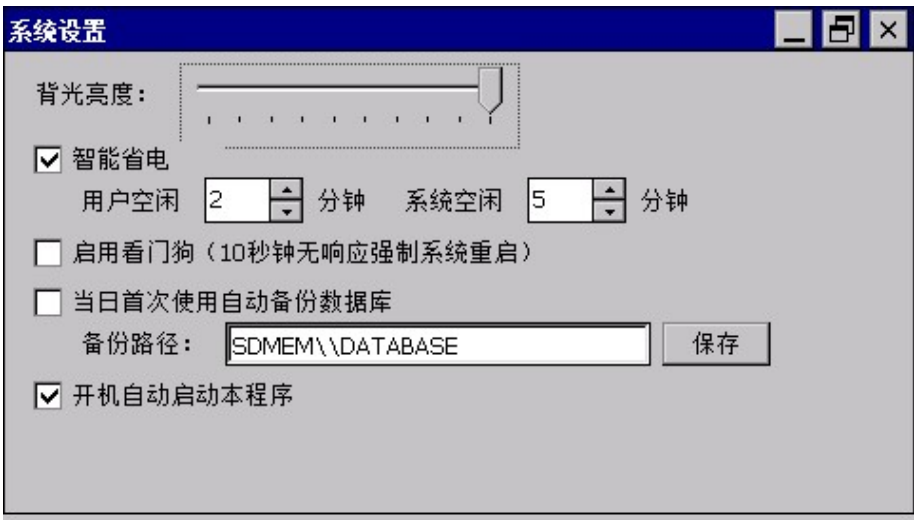 系统设置
背光亮度：
智能省电
用户空闲 2 分钟 系统空闲 5 分钟
启用看门狗（10秒钟无响应强制系统重启）
当日首次使用自动备份数据库
备份路径： SDMEM\\DATABASE 保存
开机自动启动本程序